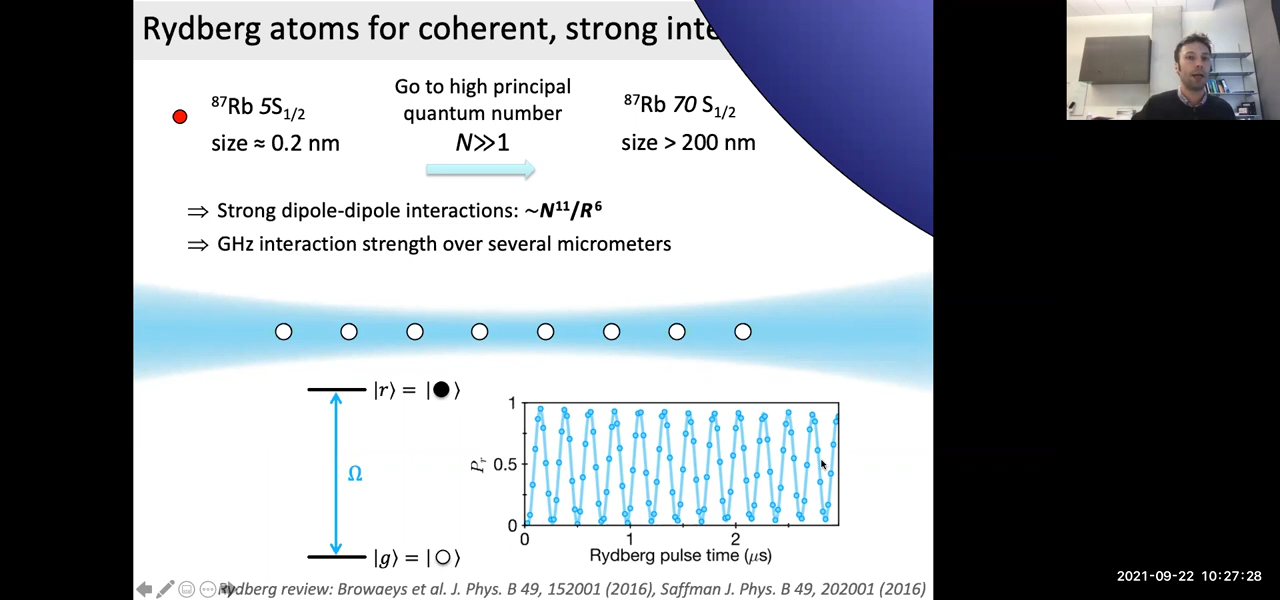 Rydberg atoms for coherent, strong inte
87Rb 5S1/2
size ≈ 0.2 nm
Go to high principal
quantum number
N≫1
87Rb 70 S1/2
size > 200 nm
⇒ Strong dipole-dipole interactions: ~N11/R6
⇒ GHz interaction strength over several micrometers
|r⟩ = |●⟩
Ω
|g⟩ = |○⟩
1
0.5
0
Pr
0 1 2
Rydberg pulse time (μs)
Rydberg review: Browaeys et al. J. Phys. B 49, 152001 (2016), Saffman J. Phys. B 49, 202001 (2016)
2021-09-22 10:27:28